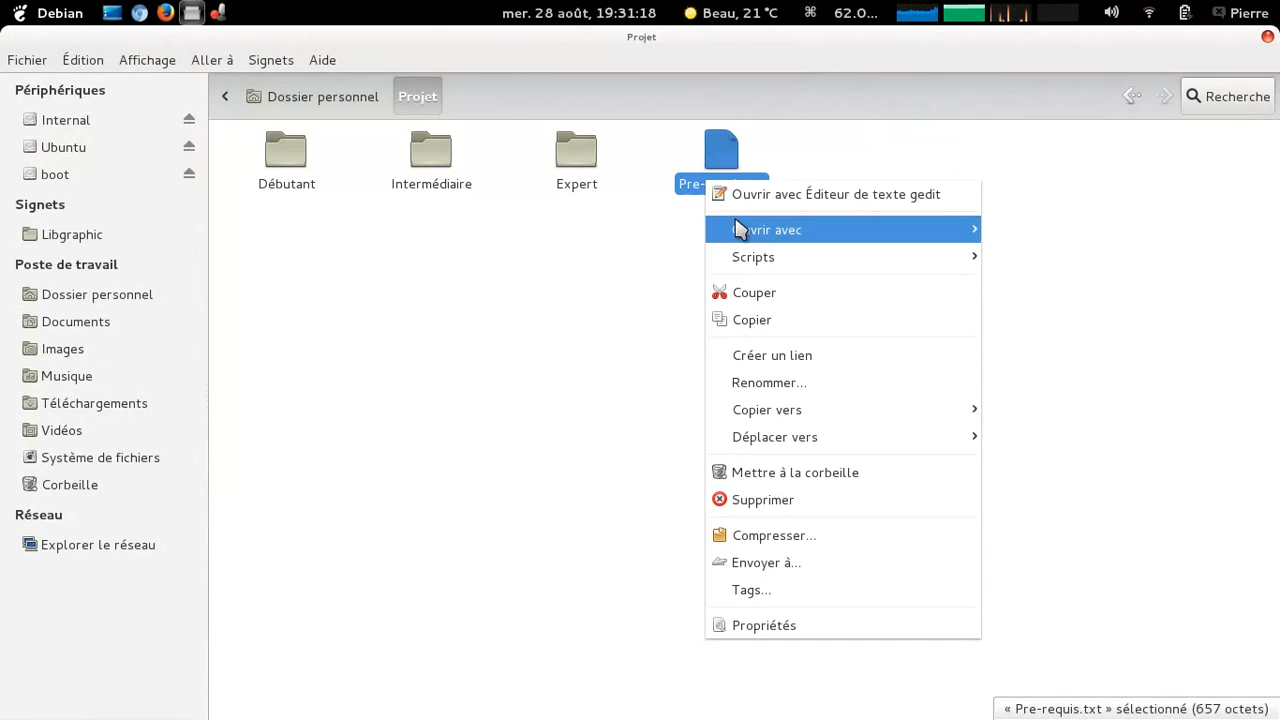 Debian mer. 28 août, 19:31:18 Beau, 21 °C 62.0... Pierre
Projet
Fichier Édition Affichage Aller à Signets Aide
Périphériques
Internal
Ubuntu
boot
Signets
Libgraphic
Poste de travail
Dossier personnel
Documents
Images
Musique
Téléchargements
Vidéos
Système de fichiers
Corbeille
Réseau
Explorer le réseau
Dossier personnel Projet Recherche
Débutant Intermédiaire Expert
Ouvrir avec Éditeur de texte gedit
avec
Scripts
Couper
Copier
Créer un lien
Renommer...
Copier vers
Déplacer vers
Mettre à la corbeille
Supprimer
Compresser...
Envoyer à...
Tags...
Propriétés
« Pre-requis.txt » sélectionné (657 octets)